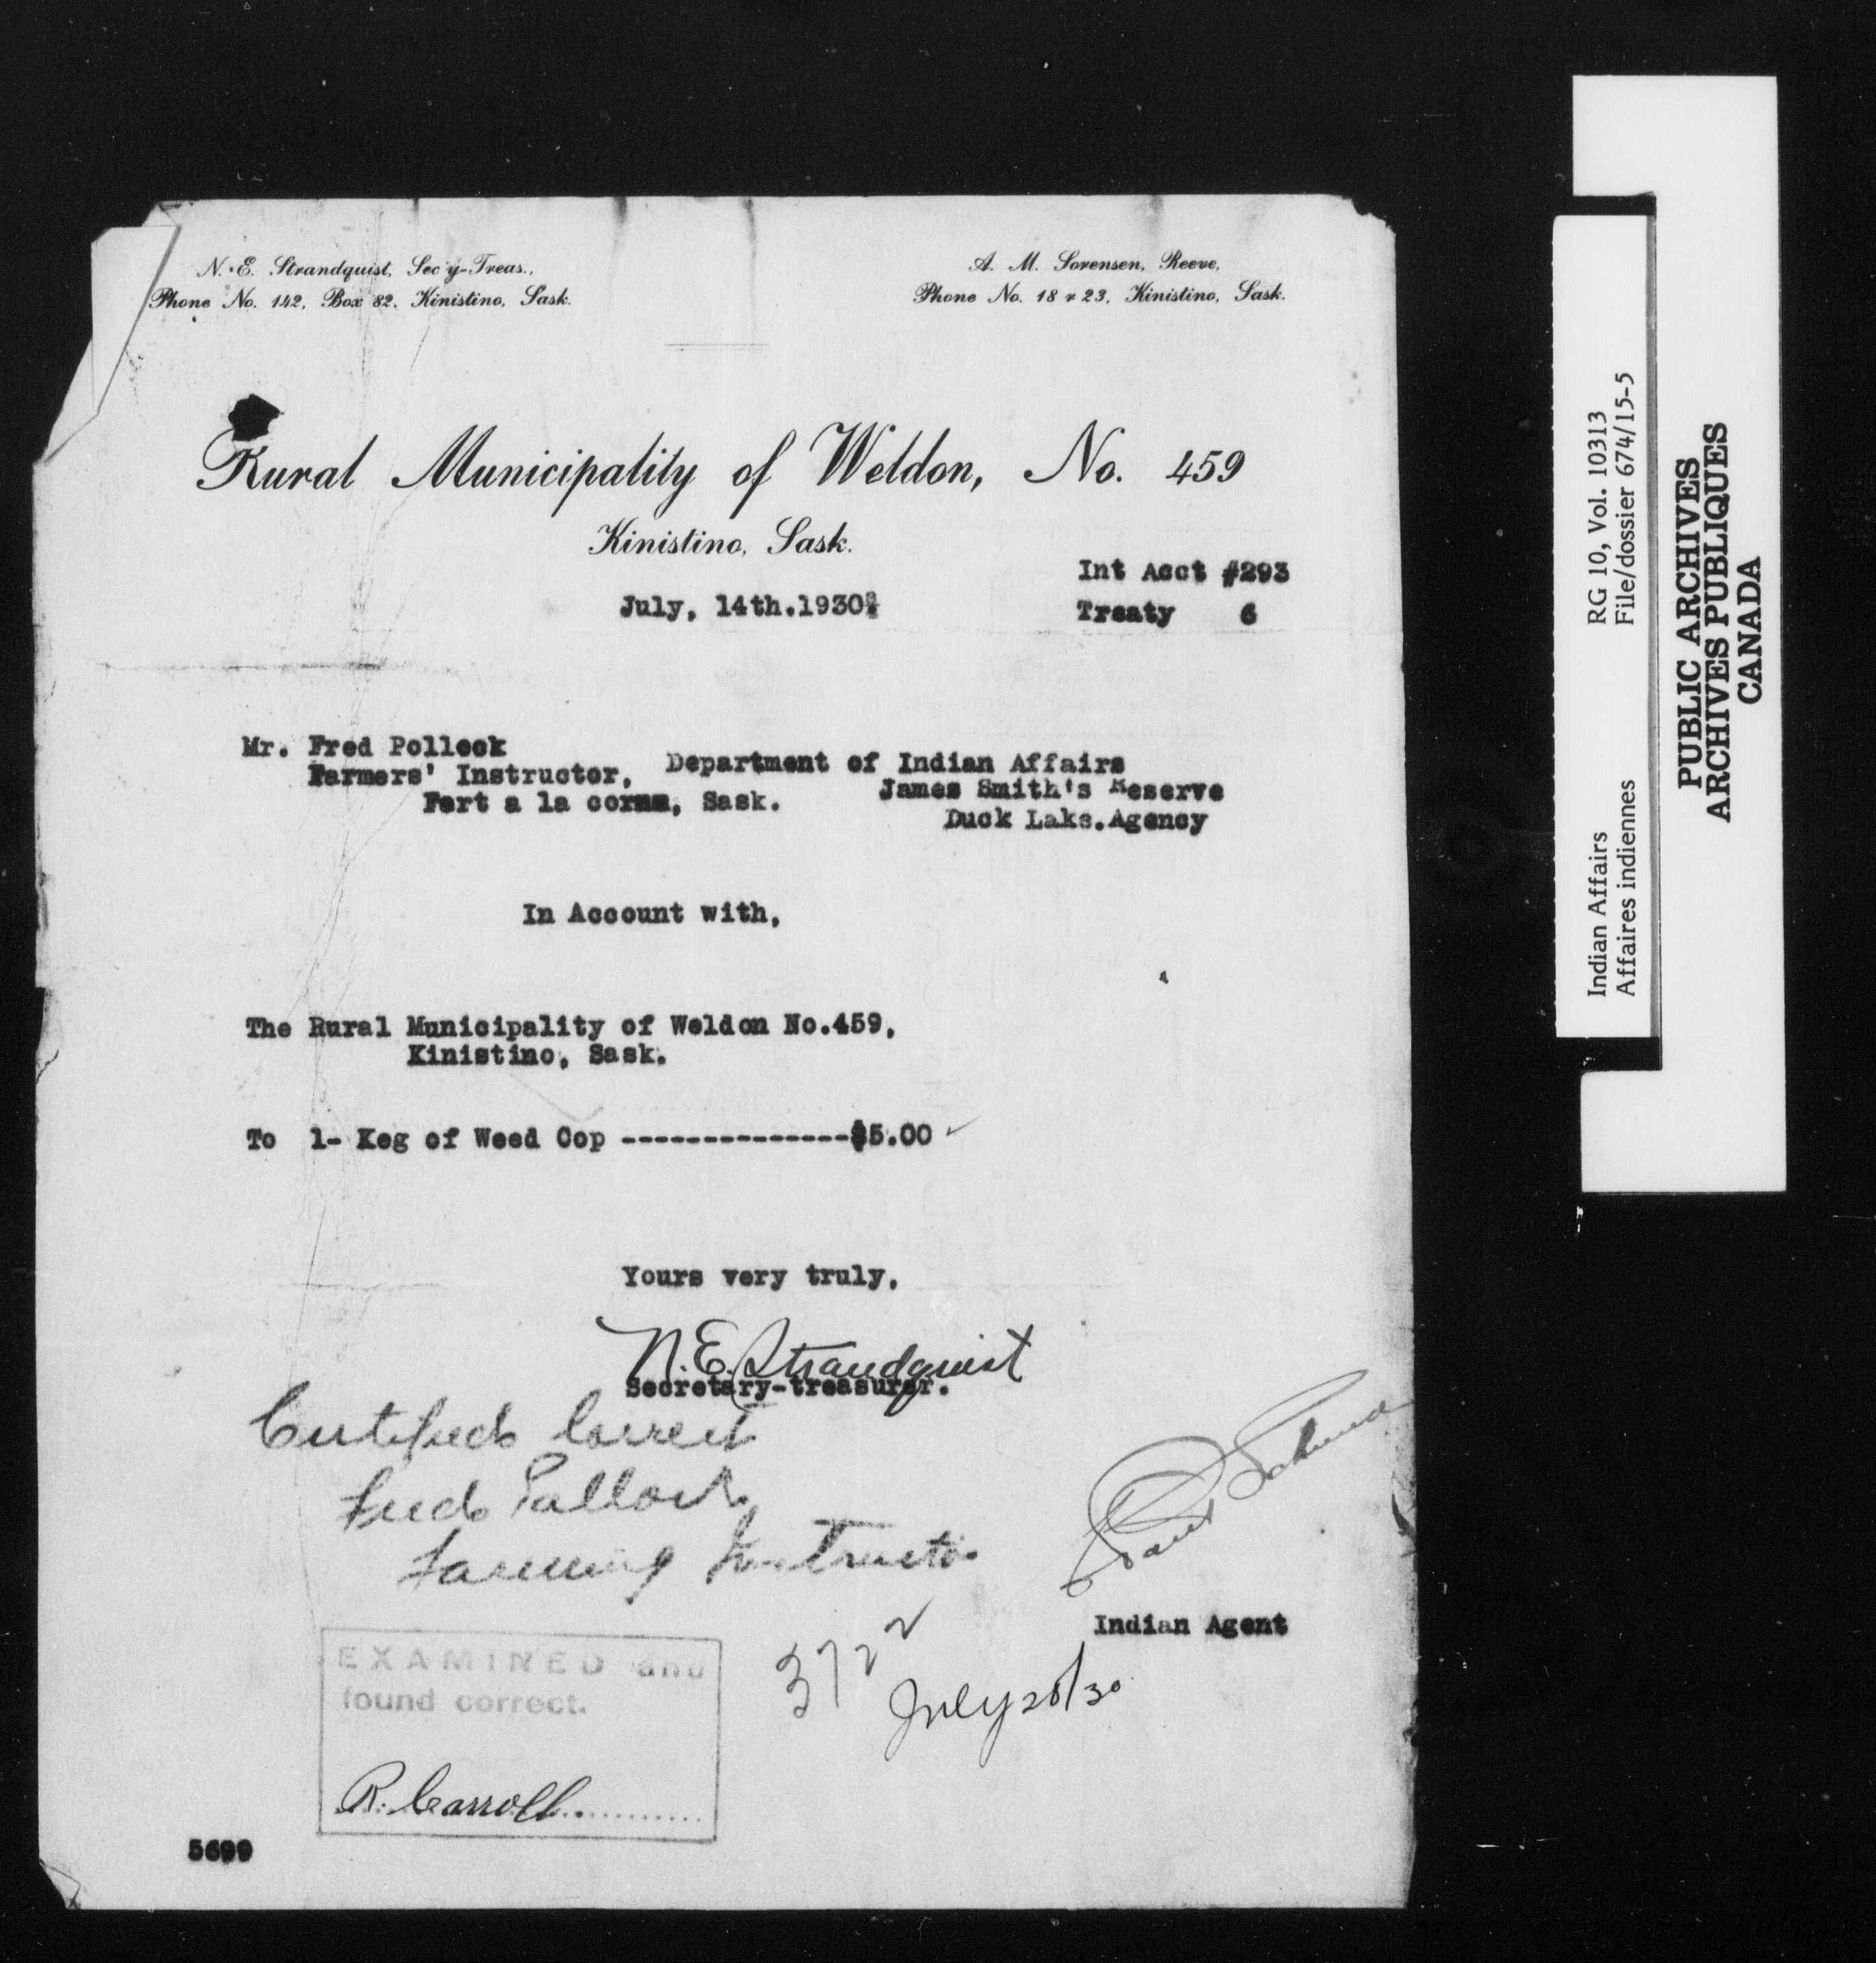 N. E. Strandquist, Sec'y-Treas.,
Phone No. 142, Box 82, Kinistino, Sask.
A. M. Sorensen, Reeve,
Phone No. 18 r 23, Kinistino, Sask.
Rural Municipality of Weldon, No. 459
Kinistino, Sask.
Int Acct #293
July, 14th.1930
Treaty 6
Mr. Fred Pollock
Farmers' Instructor, Department of Indian Affairs
Fort a la corne, Sask. James Smith's Reserve
Duck Lake.Agency
In Account with,
The Rural Municipality of Weldon No.459,
Kinistino, Sask.
To 1- Keg of Weed Cop --------------$5.00
Yours very truly,
N.E. Strandquist
Secretary-treasurer.
Certified Correct
Fred Pollock
Farming Instructor
Indian Agent
EXAMINED and
found correct.
R. Carroll
3722
July 28/30
5699
RG 10, Vol. 10313
File/dossier 674/15-5
Indian Affairs
Affaires indiennes
PUBLIC ARCHIVES
ARCHIVES PUBLIQUES
CANADA